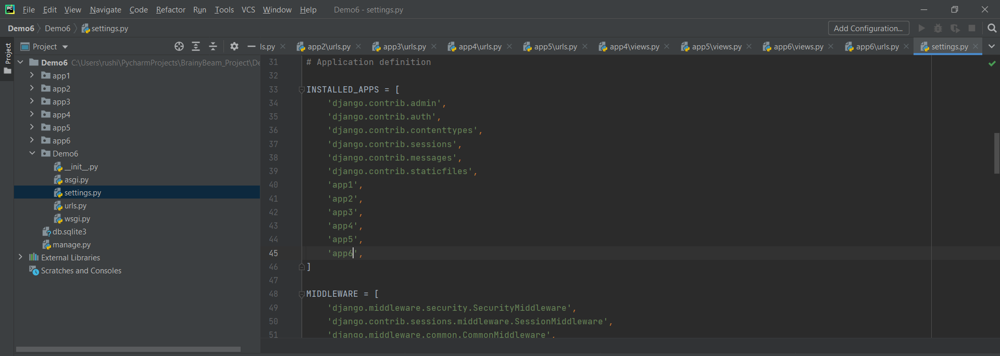 PC File Edit View Navigate Code Refactor Run Tools VCS Window Help Demo6 - settings.py
Demo6 Demo6 settings.py Add Configuration...
Project
Project
ls.py app2\urls.py app3\urls.py app4\urls.py app5\urls.py app4\views.py app5\views.py app6\views.py app6\urls.py settings.py
Demo6 C:\Users\rushi\PycharmProjects\BrainyBeam_Project\De
app1
app2
app3
app4
app5
app6
Demo6
__init__.py
asgi.py
settings.py
urls.py
wsgi.py
db.sqlite3
manage.py
External Libraries
Scratches and Consoles
31 # Application definition
32
33 INSTALLED_APPS = [
34 'django.contrib.admin',
35 'django.contrib.auth',
36 'django.contrib.contenttypes',
37 'django.contrib.sessions',
38 'django.contrib.messages',
39 'django.contrib.staticfiles',
40 'app1',
41 'app2',
42 'app3',
43 'app4',
44 'app5',
45 'app6',
46 ]
47
48 MIDDLEWARE = [
49 'django.middleware.security.SecurityMiddleware',
50 'django.contrib.sessions.middleware.SessionMiddleware',
51 'django.middleware.common.CommonMiddleware',